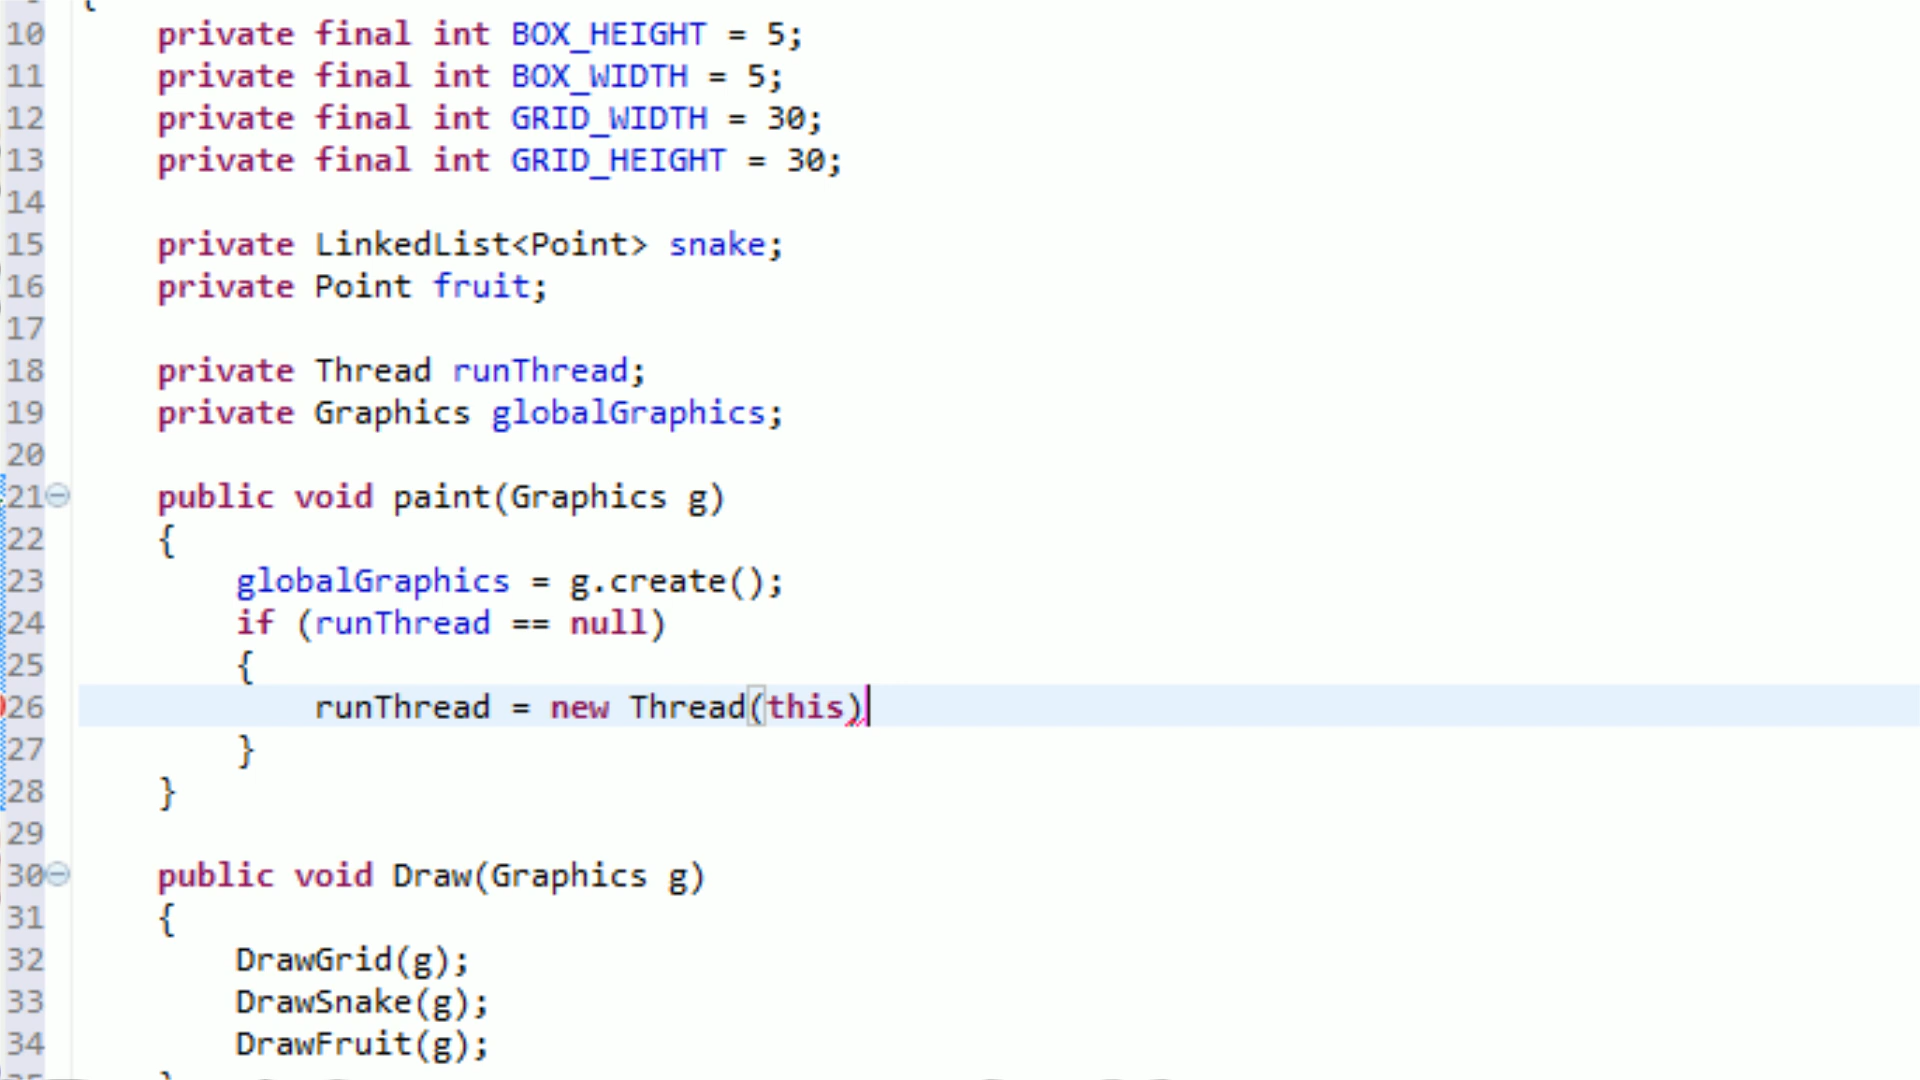 {
10 private final int BOX_HEIGHT = 5;
11 private final int BOX_WIDTH = 5;
12 private final int GRID_WIDTH = 30;
13 private final int GRID_HEIGHT = 30;
14
15 private LinkedList<Point> snake;
16 private Point fruit;
17
18 private Thread runThread;
19 private Graphics globalGraphics;
20
21 public void paint(Graphics g)
22 {
23 globalGraphics = g.create();
24 if (runThread == null)
25 {
26 runThread = new Thread(this)
27 }
28 }
29
30 public void Draw(Graphics g)
31 {
32 DrawGrid(g);
33 DrawSnake(g);
34 DrawFruit(g);